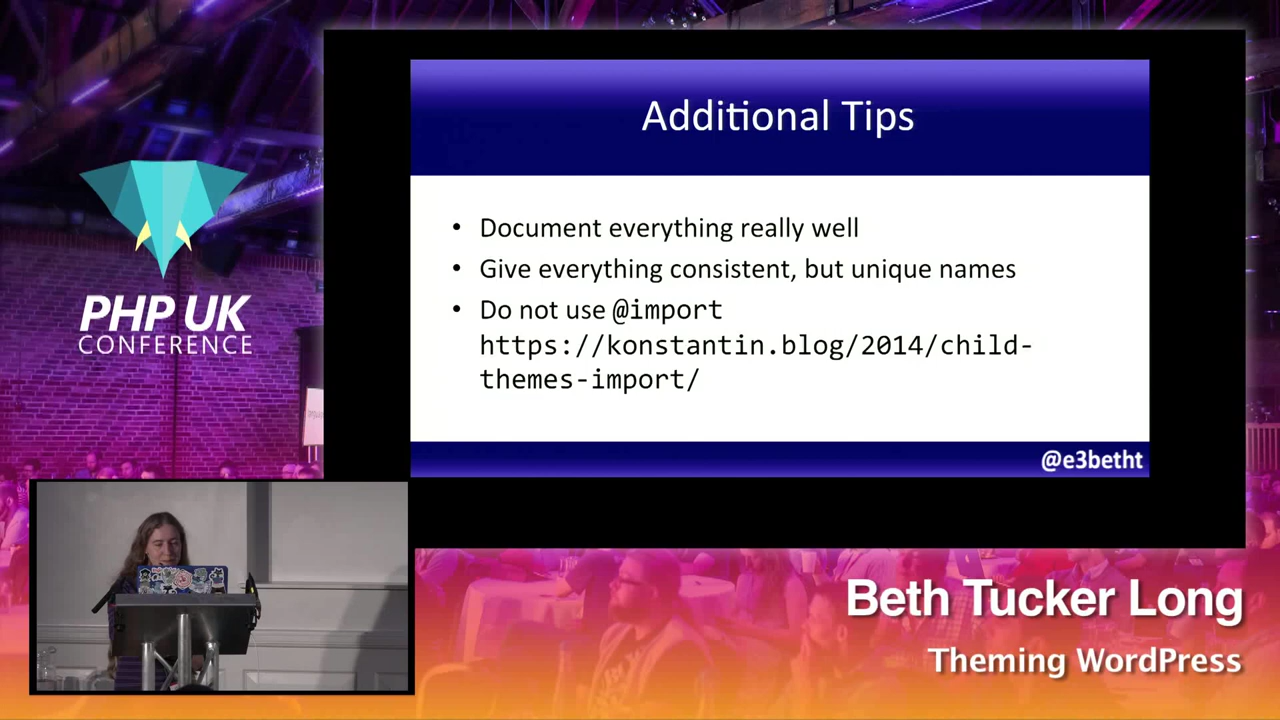 Additional Tips
• Document everything really well
• Give everything consistent, but unique names
• Do not use @import
https://konstantin.blog/2014/child-
themes-import/
@e3betht
PHP UK
CONFERENCE
Beth Tucker Long
Theming WordPress